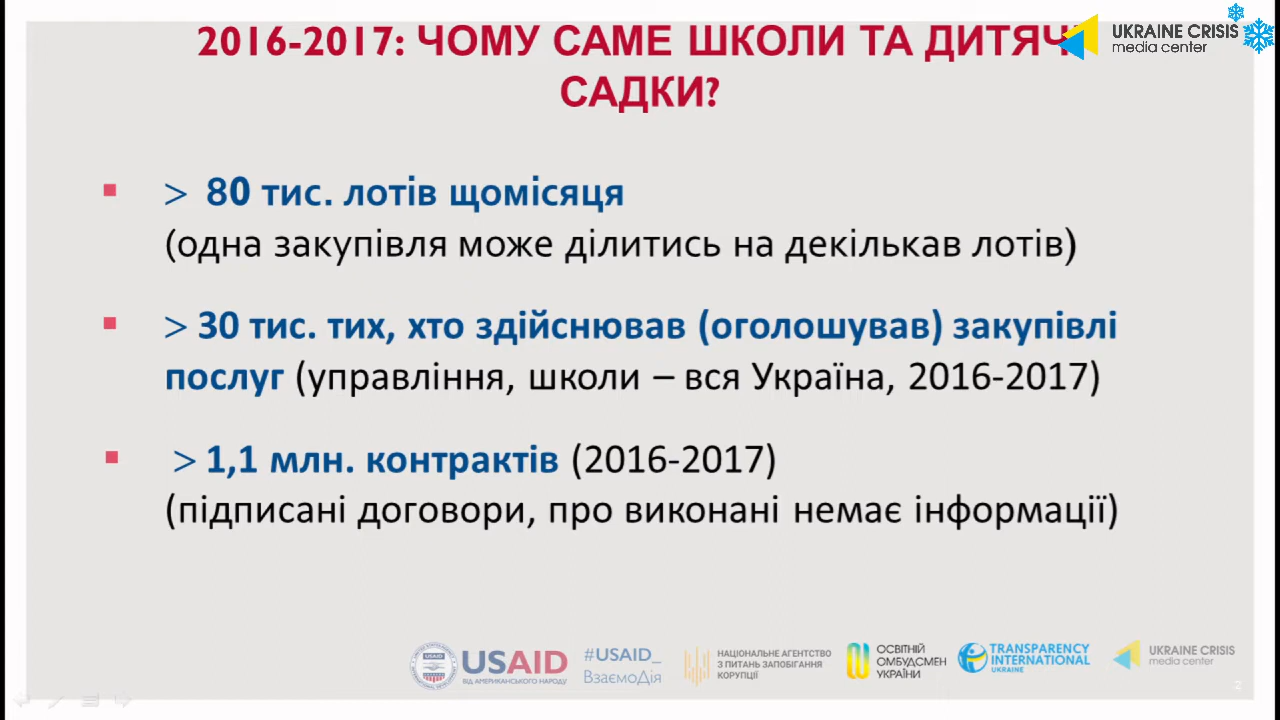 2016-2017: ЧОМУ САМЕ ШКОЛИ ТА ДИТЯЧІ
САДКИ?
UKRAINE CRISIS
media center
> 80 тис. лотів щомісяця
(одна закупівля може ділитись на декількав лотів)
> 30 тис. тих, хто здійснював (оголошував) закупівлі
послуг (управління, школи – вся Україна, 2016-2017)
> 1,1 млн. контрактів (2016-2017)
(підписані договори, про виконані немає інформації)
USAID
ВІД АМЕРИКАНСЬКОГО НАРОДУ
#USAID_
ВзаємоДія
НАЦІОНАЛЬНЕ АГЕНТСТВО
З ПИТАНЬ ЗАПОБІГАННЯ
КОРУПЦІЇ
ОСВІТНІЙ
ОМБУДСМЕН
УКРАЇНИ
TRANSPARENCY
INTERNATIONAL
UKRAINE
UKRAINE CRISIS
media center
2